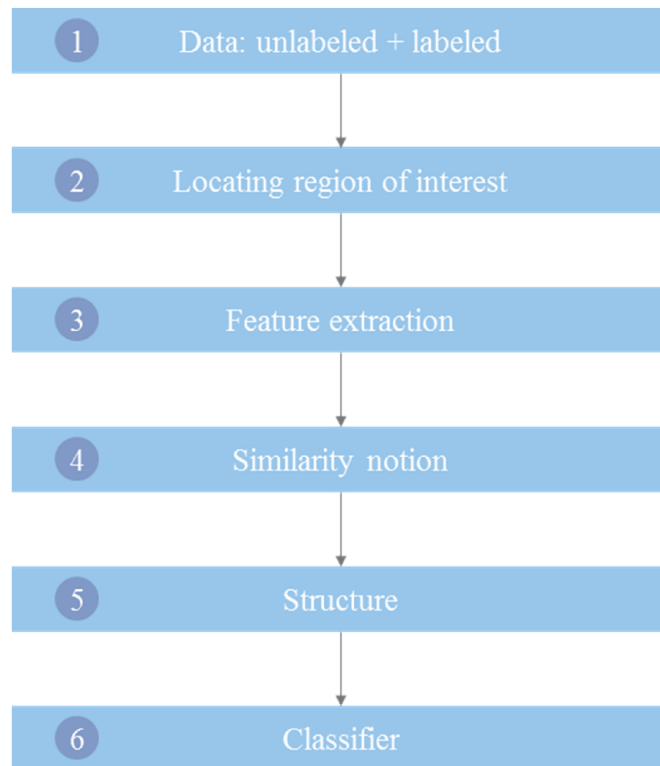 1 Data: unlabeled + labeled
2 Locating region of interest
3 Feature extraction
4 Similarity notion
5 Structure
6 Classifier